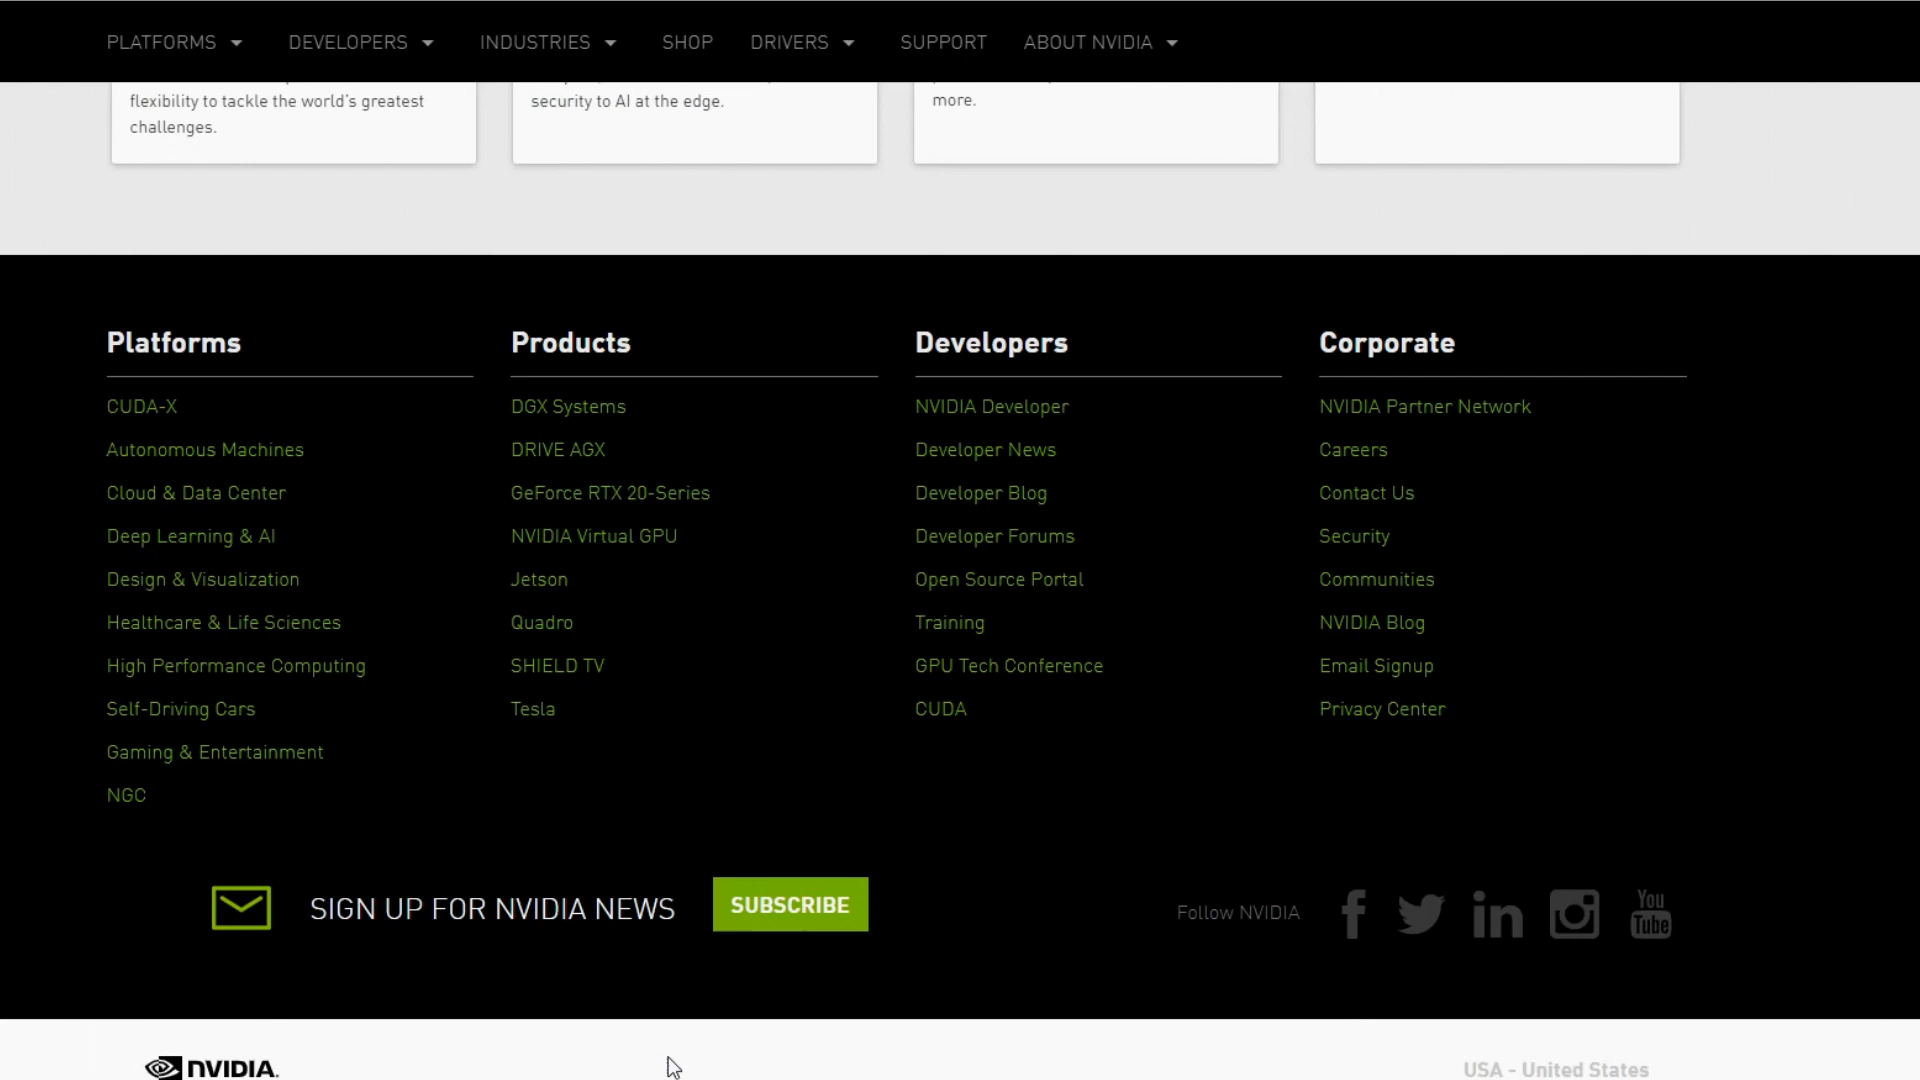 PLATFORMS DEVELOPERS INDUSTRIES SHOP DRIVERS SUPPORT ABOUT NVIDIA
flexibility to tackle the world's greatest
challenges.
security to AI at the edge.
more.
Platforms
CUDA-X
Autonomous Machines
Cloud & Data Center
Deep Learning & AI
Design & Visualization
Healthcare & Life Sciences
High Performance Computing
Self-Driving Cars
Gaming & Entertainment
NGC
Products
DGX Systems
DRIVE AGX
GeForce RTX 20-Series
NVIDIA Virtual GPU
Jetson
Quadro
SHIELD TV
Tesla
Developers
NVIDIA Developer
Developer News
Developer Blog
Developer Forums
Open Source Portal
Training
GPU Tech Conference
CUDA
Corporate
NVIDIA Partner Network
Careers
Contact Us
Security
Communities
NVIDIA Blog
Email Signup
Privacy Center
SIGN UP FOR NVIDIA NEWS
SUBSCRIBE
Follow NVIDIA
You
Tube
NVIDIA.
USA - United States